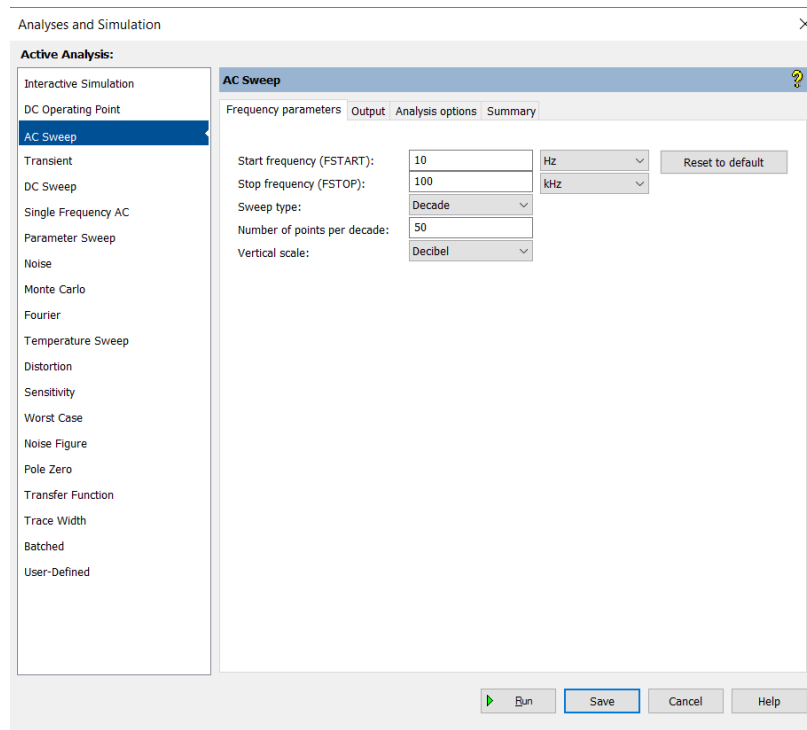 Analyses and Simulation
Active Analysis:
Interactive Simulation
DC Operating Point
AC Sweep
Transient
DC Sweep
Single Frequency AC
Parameter Sweep
Noise
Monte Carlo
Fourier
Temperature Sweep
Distortion
Sensitivity
Worst Case
Noise Figure
Pole Zero
Transfer Function
Trace Width
Batched
User-Defined
AC Sweep
Frequency parameters Output Analysis options Summary
Start frequency (FSTART): 10 Hz Reset to default
Stop frequency (FSTOP): 100 kHz
Sweep type: Decade
Number of points per decade: 50
Vertical scale: Decibel
Run Save Cancel Help